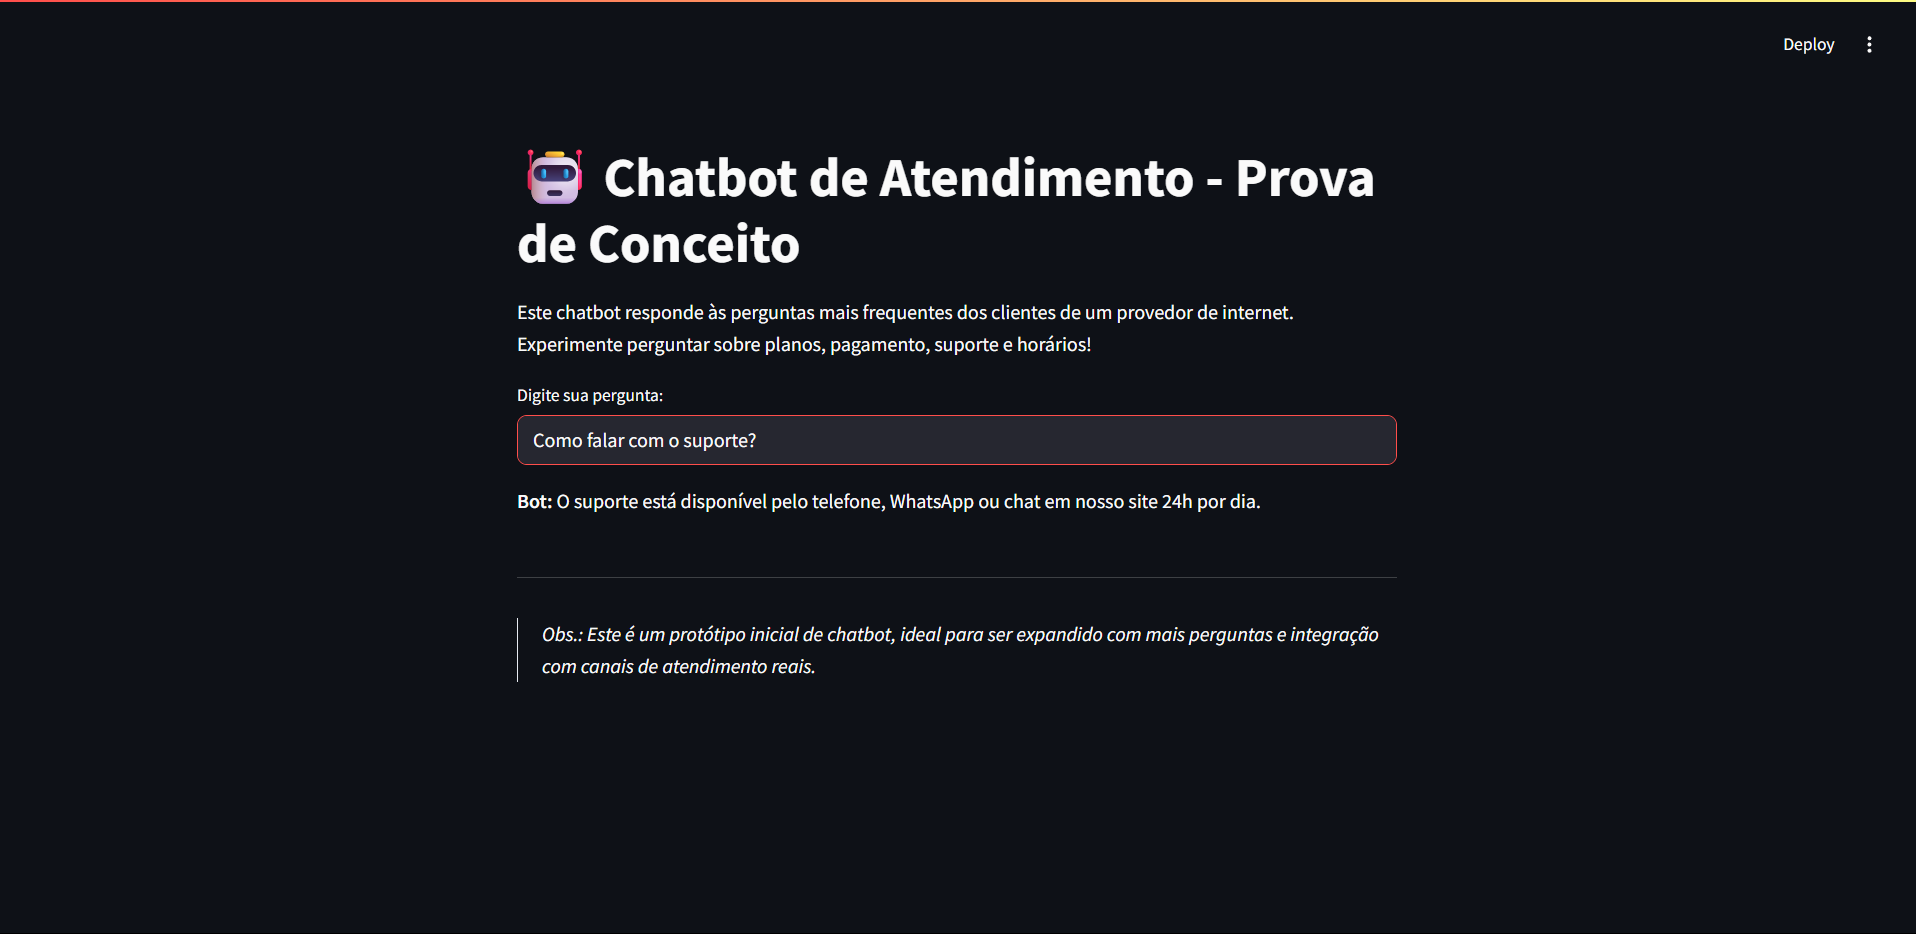 Deploy
Chatbot de Atendimento - Prova
de Conceito
Este chatbot responde às perguntas mais frequentes dos clientes de um provedor de internet.
Experimente perguntar sobre planos, pagamento, suporte e horários!
Digite sua pergunta:
Como falar com o suporte?
Bot: O suporte está disponível pelo telefone, WhatsApp ou chat em nosso site 24h por dia.
Obs.: Este é um protótipo inicial de chatbot, ideal para ser expandido com mais perguntas e integração
com canais de atendimento reais.